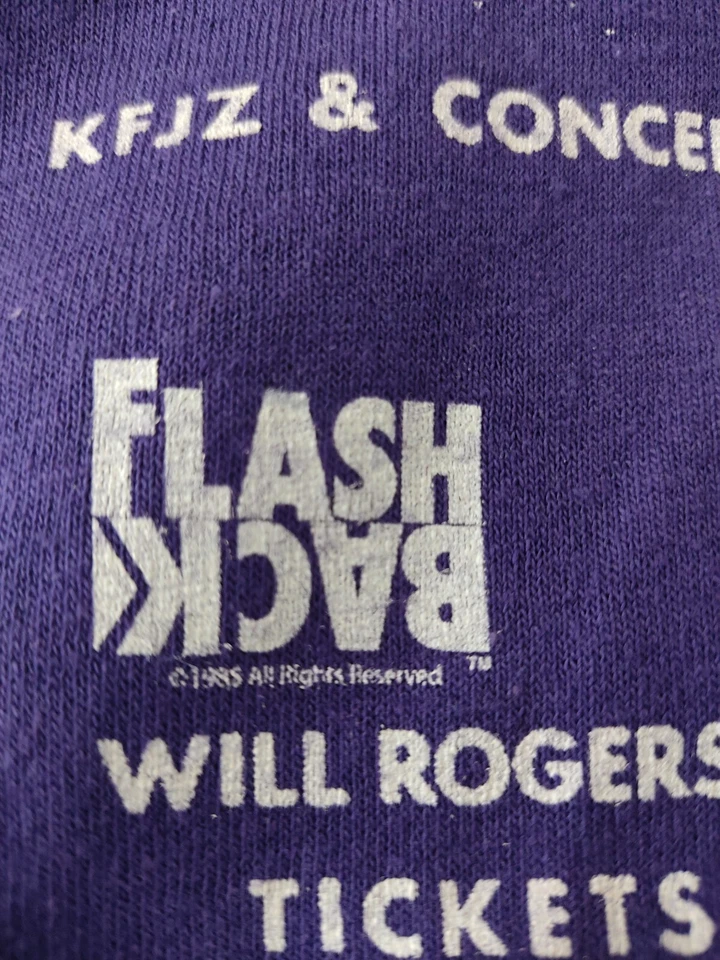 KFJZ & CONCE
FLASH
BACK
TM
©1985 All Rights Reserved
WILL ROGERS
TICKETS